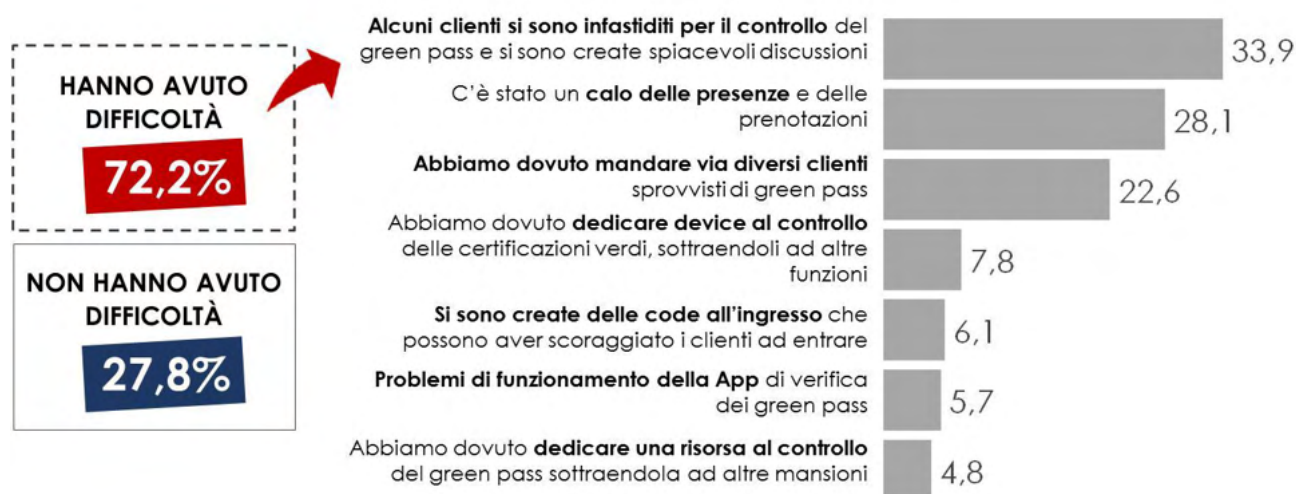 HANNO AVUTO
DIFFICOLTÀ
72,2%
NON HANNO AVUTO
DIFFICOLTÀ
27,8%
Alcuni clienti si sono infastiditi per il controllo del
green pass e si sono create spiacevoli discussioni
33,9
C'è stato un calo delle presenze e delle
prenotazioni
28,1
Abbiamo dovuto mandare via diversi clienti
sprovvisti di green pass
22,6
Abbiamo dovuto dedicare device al controllo
delle certificazioni verdi, sottraendoli ad altre
funzioni
7,8
Si sono create delle code all'ingresso che
possono aver scoraggiato i clienti ad entrare
6,1
Problemi di funzionamento della App di verifica
dei green pass
5,7
Abbiamo dovuto dedicare una risorsa al controllo
del green pass sottraendola ad altre mansioni
4,8